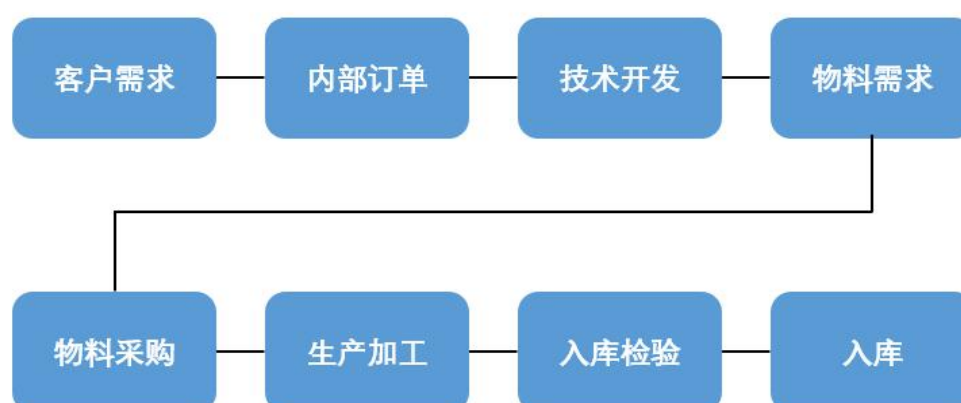 客户需求
内部订单
技术开发
物料需求
物料采购
生产加工
入库检验
入库